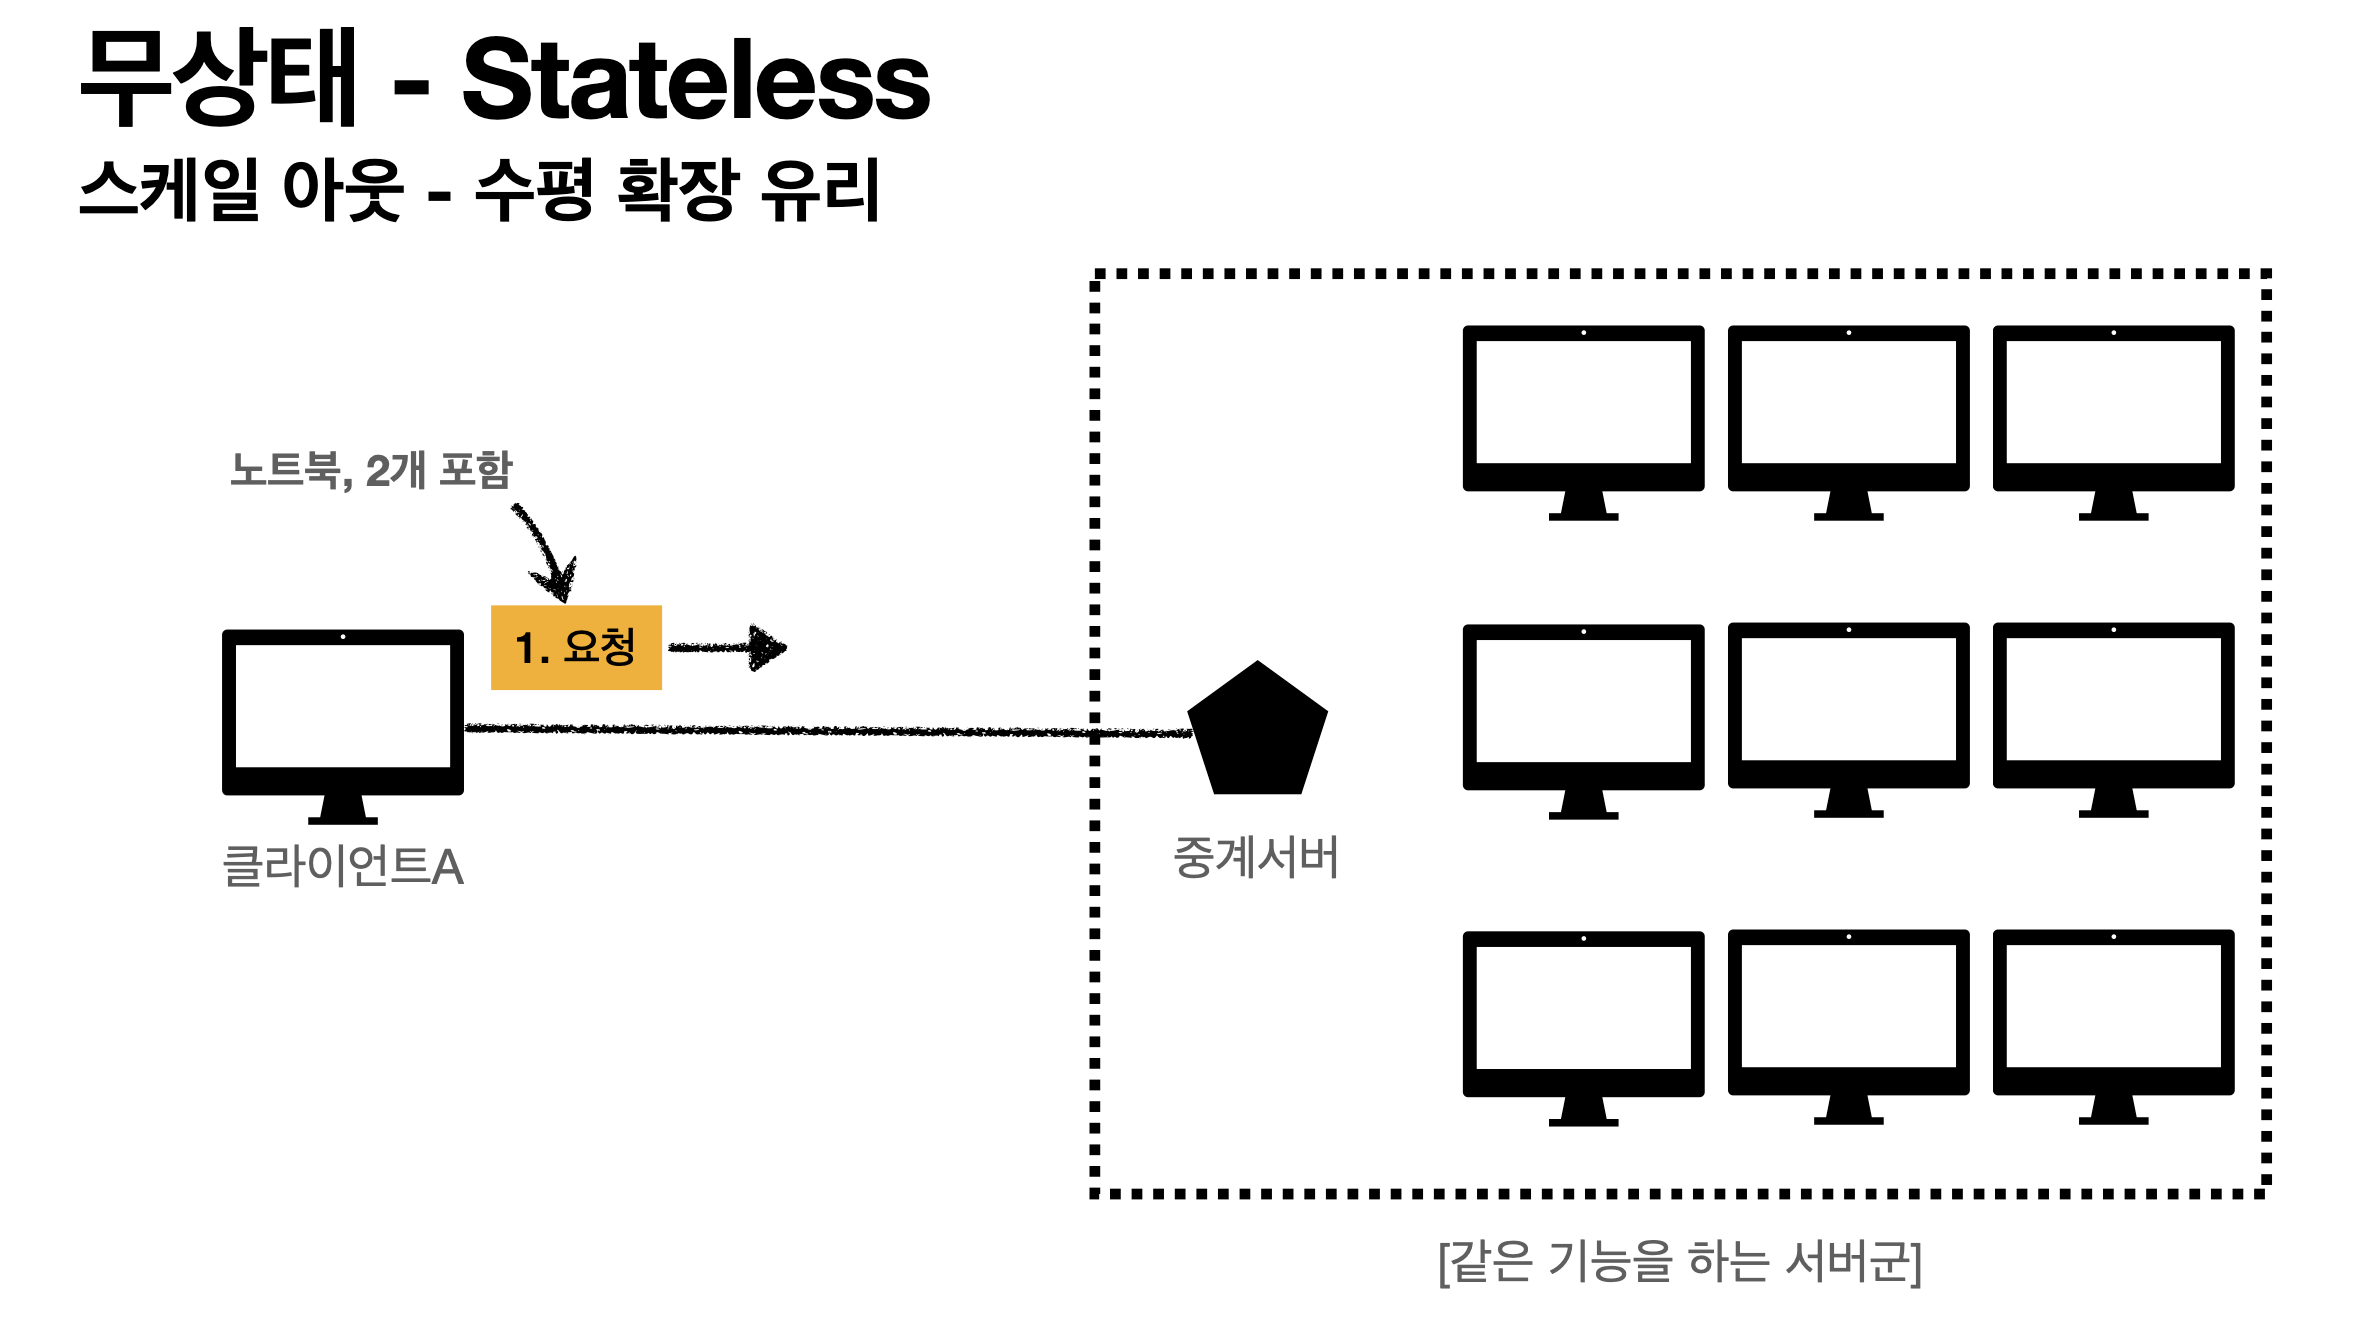 무상태 - Stateless
스케일 아웃 - 수평 확장 유리
노트북, 2개 포함
1. 요청
클라이언트A
중계서버
[같은 기능을 하는 서버군]